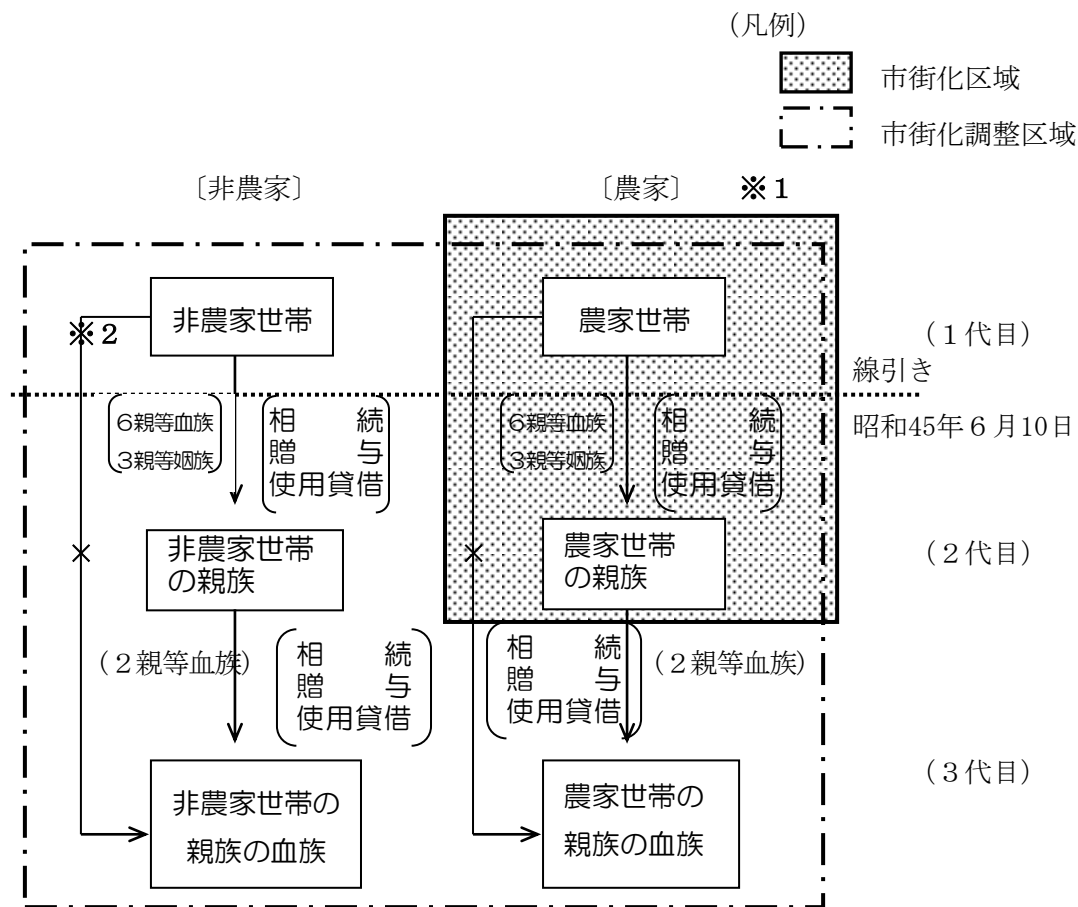 （凡例）
市街化区域
市街化調整区域
〔非農家〕 〔農家〕 ※１
非農家世帯 農家世帯
※２ （１代目）
線引き
昭和45年６月10日
６親等血族
３親等姻族
相続
贈与
使用貸借
６親等血族
３親等姻族
相続
贈与
使用貸借
非農家世帯
の親族
農家世帯
の親族
（２代目）
（２親等血族）
相続
贈与
使用貸借
相続
贈与
使用貸借
（２親等血族）
非農家世帯の
親族の血族
農家世帯の
親族の血族
（３代目）